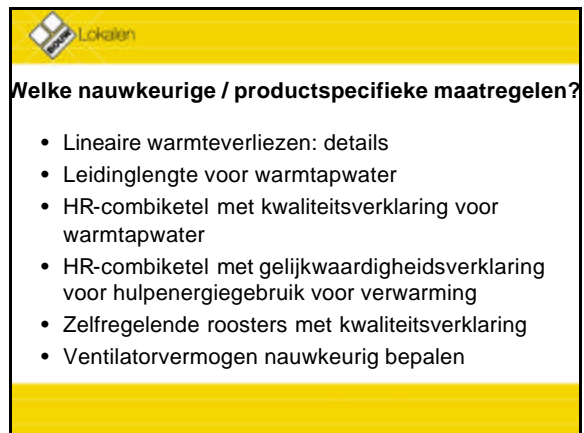 BOUW Lokalen
Welke nauwkeurige / productspecifieke maatregelen?
• Lineaire warmteverliezen: details
• Leidinglengte voor warmtapwater
• HR-combiketel met kwaliteitsverklaring voor
warmtapwater
• HR-combiketel met gelijkwaardigheidsverklaring
voor hulpenergiegebruik voor verwarming
• Zelfregelende roosters met kwaliteitsverklaring
• Ventilatorvermogen nauwkeurig bepalen